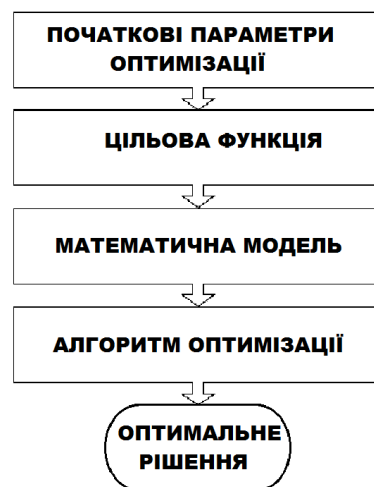 ПОЧАТКОВІ ПАРАМЕТРИ
ОПТИМІЗАЦІЇ
ЦІЛЬОВА ФУНКЦІЯ
МАТЕМАТИЧНА МОДЕЛЬ
АЛГОРИТМ ОПТИМІЗАЦІЇ
ОПТИМАЛЬНЕ
РІШЕННЯ